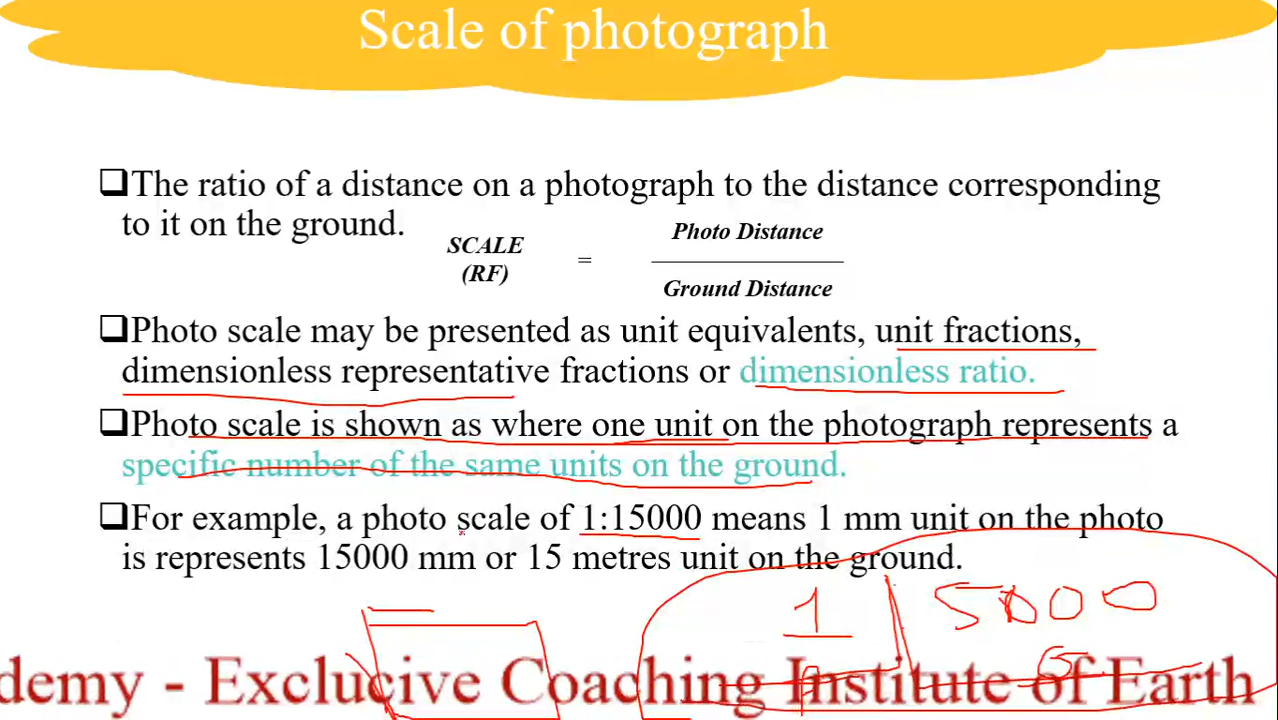 Scale of photograph
❑The ratio of a distance on a photograph to the distance corresponding
to it on the ground.
SCALE
(RF)
=
Photo Distance
Ground Distance
❑Photo scale may be presented as unit equivalents, unit fractions,
dimensionless representative fractions or dimensionless ratio.
❑Photo scale is shown as where one unit on the photograph represents a
specific number of the same units on the ground.
❑For example, a photo scale of 1:15000 means 1 mm unit on the photo
is represents 15000 mm or 15 metres unit on the ground.
1
demy - Exclucive Coaching Institute of Earth